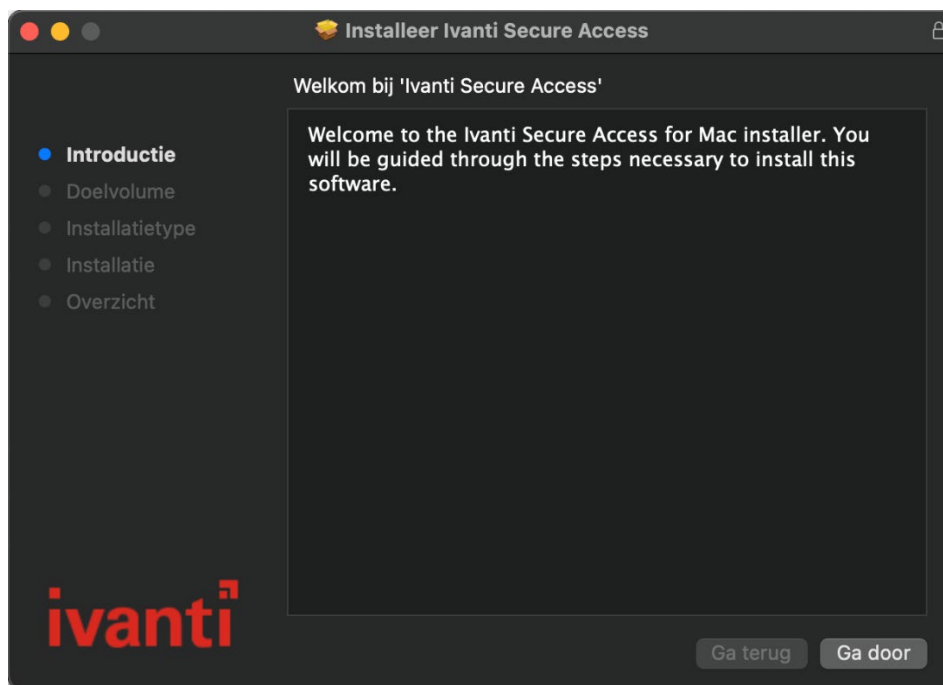 Installeer Ivanti Secure Access
Welkom bij 'Ivanti Secure Access'
Introductie
Doelvolume
Installatietype
Installatie
Overzicht
Welcome to the Ivanti Secure Access for Mac installer. You
will be guided through the steps necessary to install this
software.
ivanti
Ga terug
Ga door